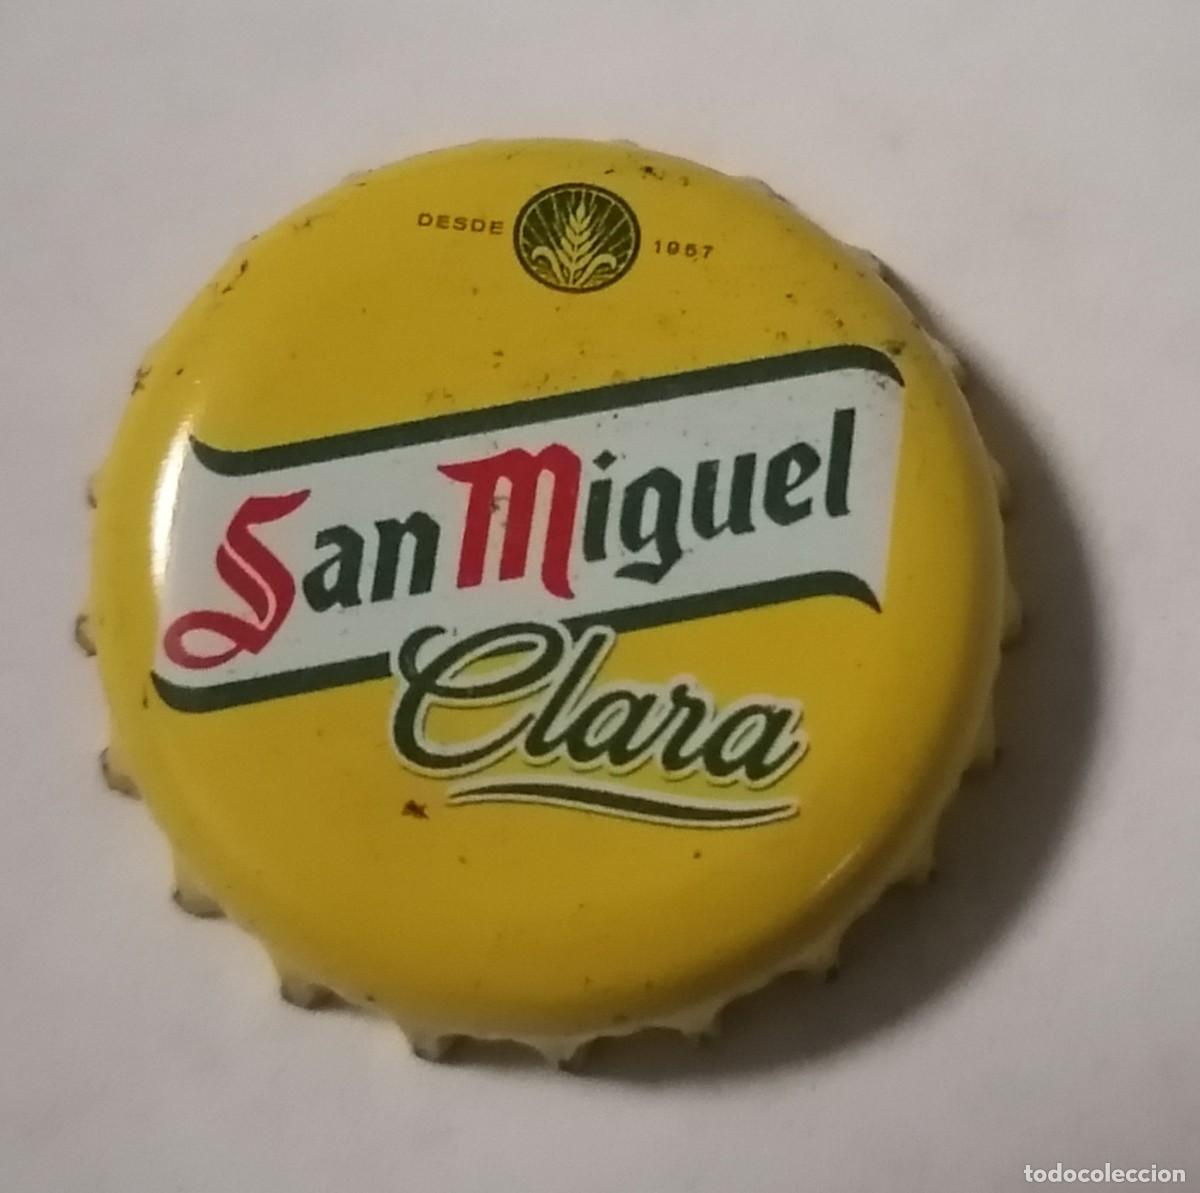 DESDE 1957
San Miguel
Clara
todocoleccion